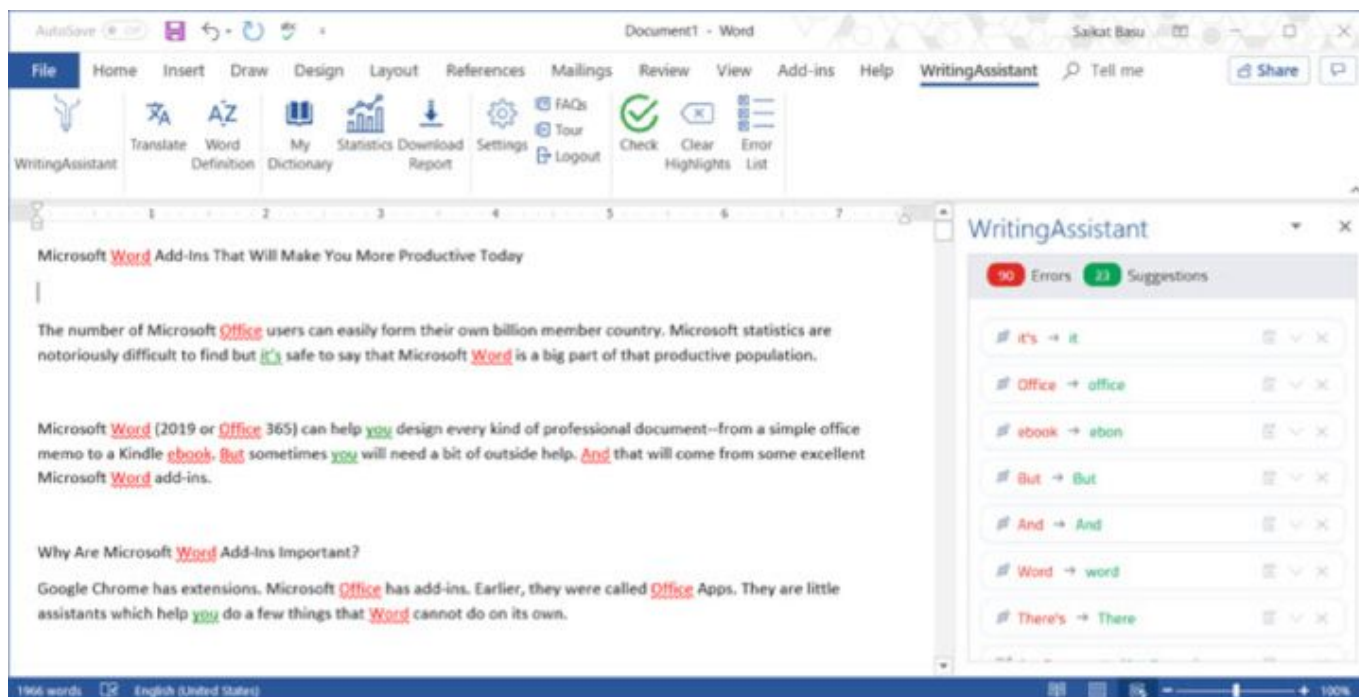 AutoSave Off
Document1 - Word
Saikat Basu
File Home Insert Draw Design Layout References Mailings Review View Add-ins Help WritingAssistant Tell me Share
WritingAssistant
Translate
Word Definition
My Dictionary
Statistics
Download Report
Settings
FAQs
Tour
Logout
Check
Clear Highlights
Error List
1 2 3 4 5 6 7
Microsoft Word Add-Ins That Will Make You More Productive Today
The number of Microsoft Office users can easily form their own billion member country. Microsoft statistics are
notoriously difficult to find but it's safe to say that Microsoft Word is a big part of that productive population.
Microsoft Word (2019 or Office 365) can help you design every kind of professional document--from a simple office
memo to a Kindle ebook. But sometimes you will need a bit of outside help. And that will come from some excellent
Microsoft Word add-ins.
Why Are Microsoft Word Add-Ins Important?
Google Chrome has extensions. Microsoft Office has add-ins. Earlier, they were called Office Apps. They are little
assistants which help you do a few things that Word cannot do on its own.
WritingAssistant
90 Errors 23 Suggestions
it's → it
Office → office
ebook → ebon
But → But
And → And
Word → word
There's → There
1966 words English (United States)
100%